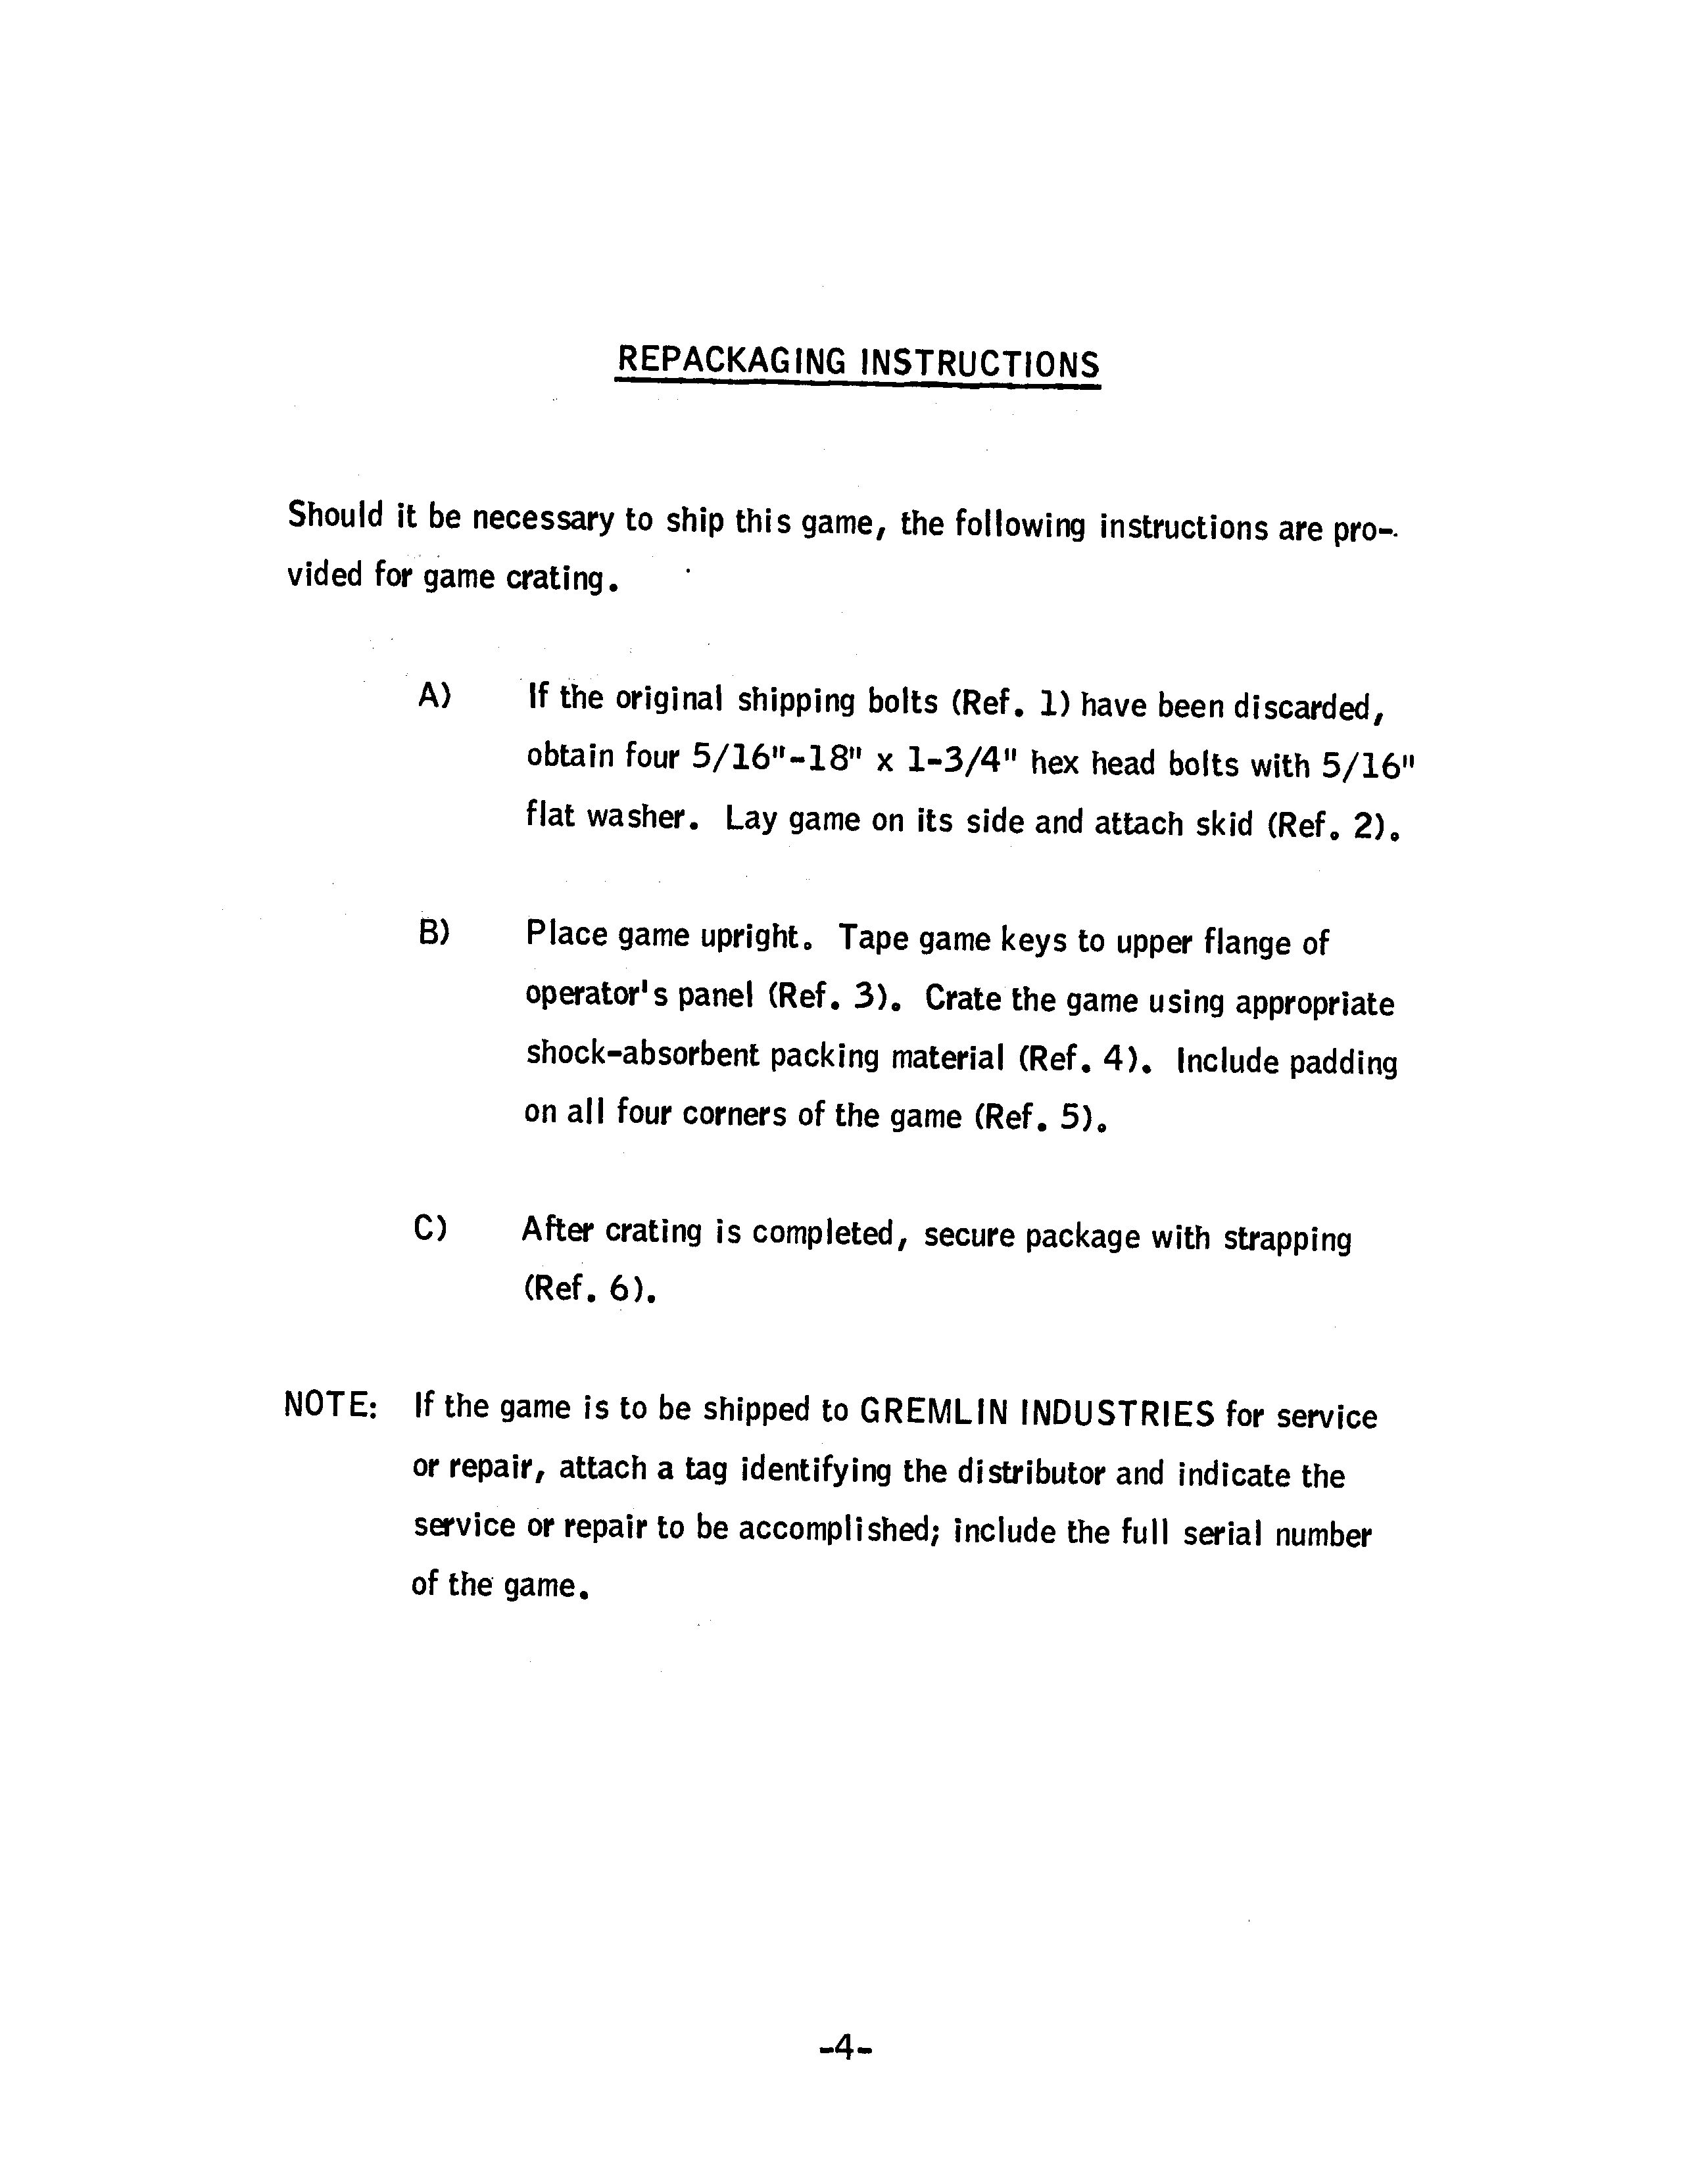 REPACKAGING INSTRUCTIONS
Should it be necessary to ship this game, the following instructions are pro-
vided for game crating.
A) If the original shipping bolts (Ref. 1) have been discarded,
obtain four 5/16"-18" x 1-3/4" hex head bolts with 5/16"
flat washer. Lay game on its side and attach skid (Ref. 2).
B) Place game upright. Tape game keys to upper flange of
operator's panel (Ref. 3). Crate the game using appropriate
shock-absorbent packing material (Ref. 4). Include padding
on all four corners of the game (Ref. 5).
C) After crating is completed, secure package with strapping
(Ref. 6).
NOTE: If the game is to be shipped to GREMLIN INDUSTRIES for service
or repair, attach a tag identifying the distributor and indicate the
service or repair to be accomplished; include the full serial number
of the game.
-4-